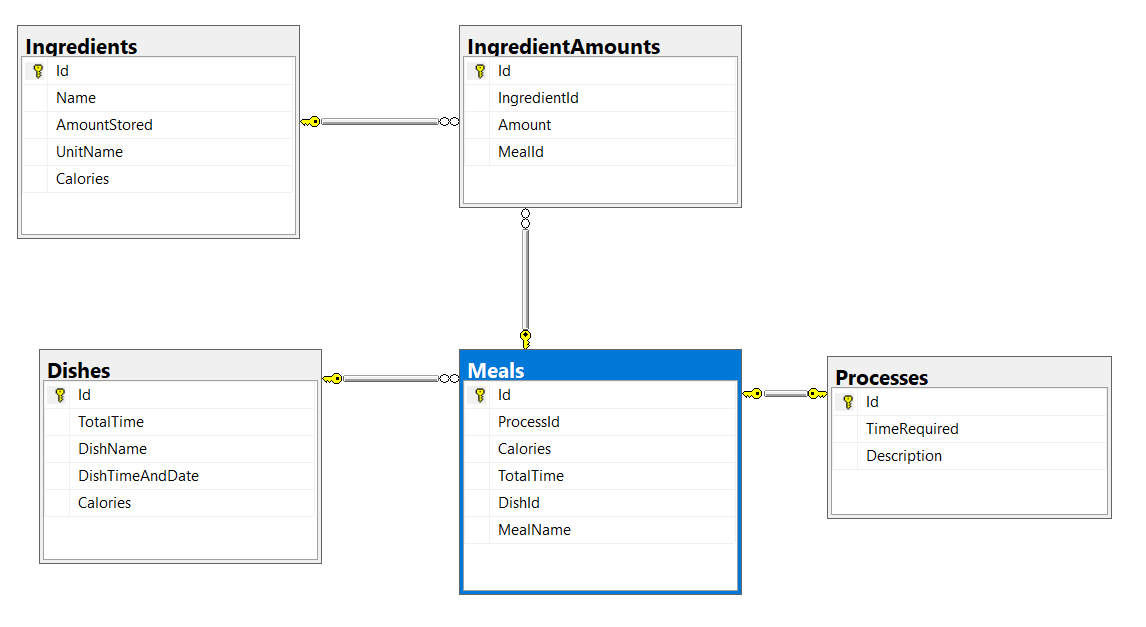 Ingredients
Id
Name
AmountStored
UnitName
Calories
IngredientAmounts
Id
IngredientId
Amount
MealId
Dishes
Id
TotalTime
DishName
DishTimeAndDate
Calories
Meals
Id
ProcessId
Calories
TotalTime
DishId
MealName
Processes
Id
TimeRequired
Description